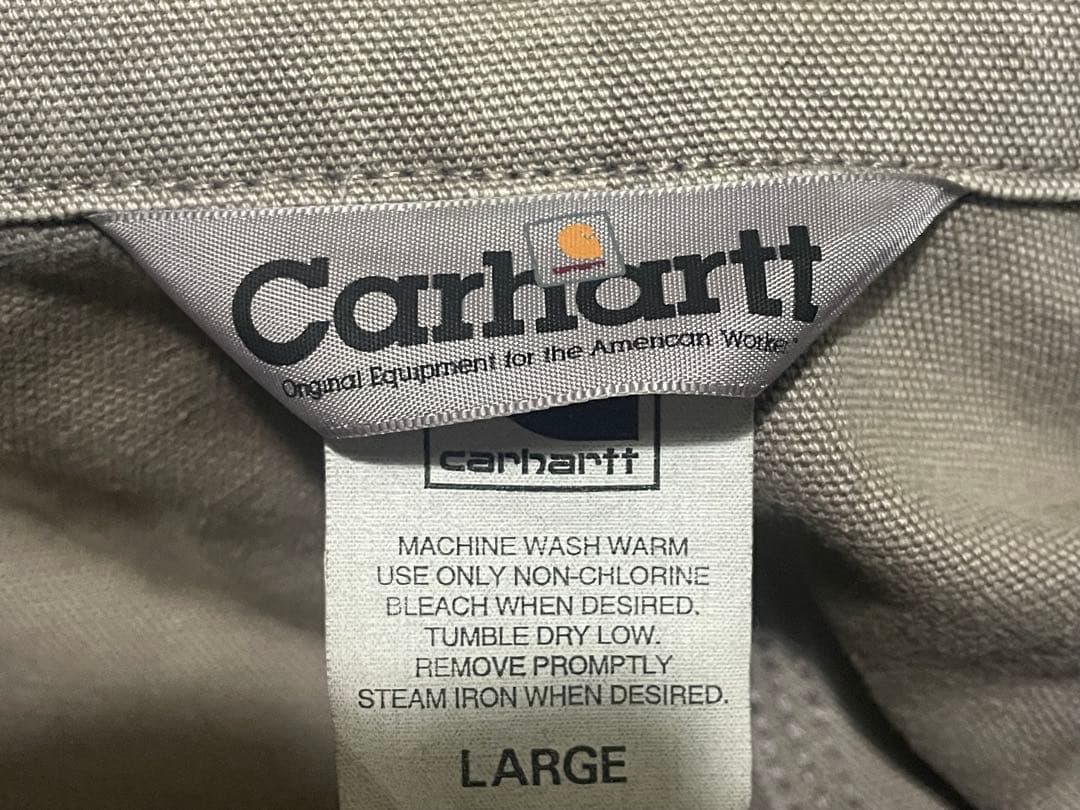 Carhartt
Original Equipment for the American Worke
carhartt
MACHINE WASH WARM
USE ONLY NON-CHLORINE
BLEACH WHEN DESIRED.
TUMBLE DRY LOW.
REMOVE PROMPTLY
STEAM IRON WHEN DESIRED.
LARGE